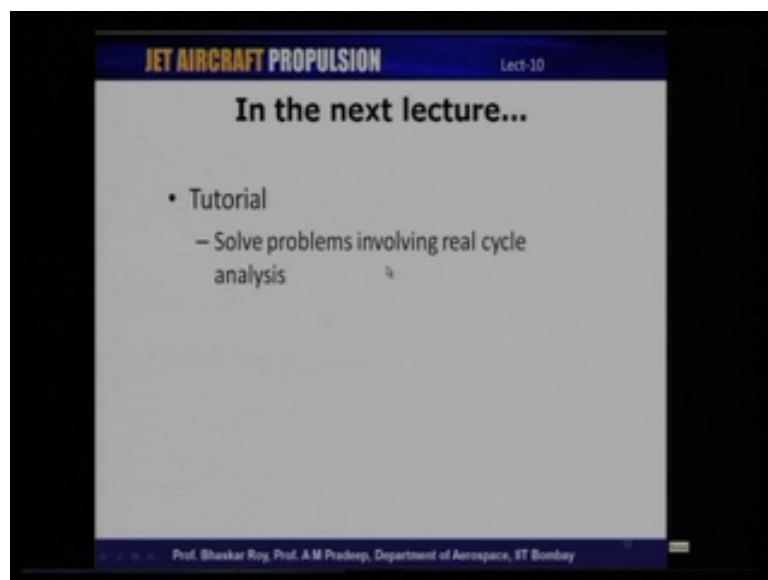 JET AIRCRAFT PROPULSION Lect-10
In the next lecture...
• Tutorial
– Solve problems involving real cycle
analysis
Prof. Bhaskar Roy, Prof. A M Pradeep, Department of Aerospace, IIT Bombay